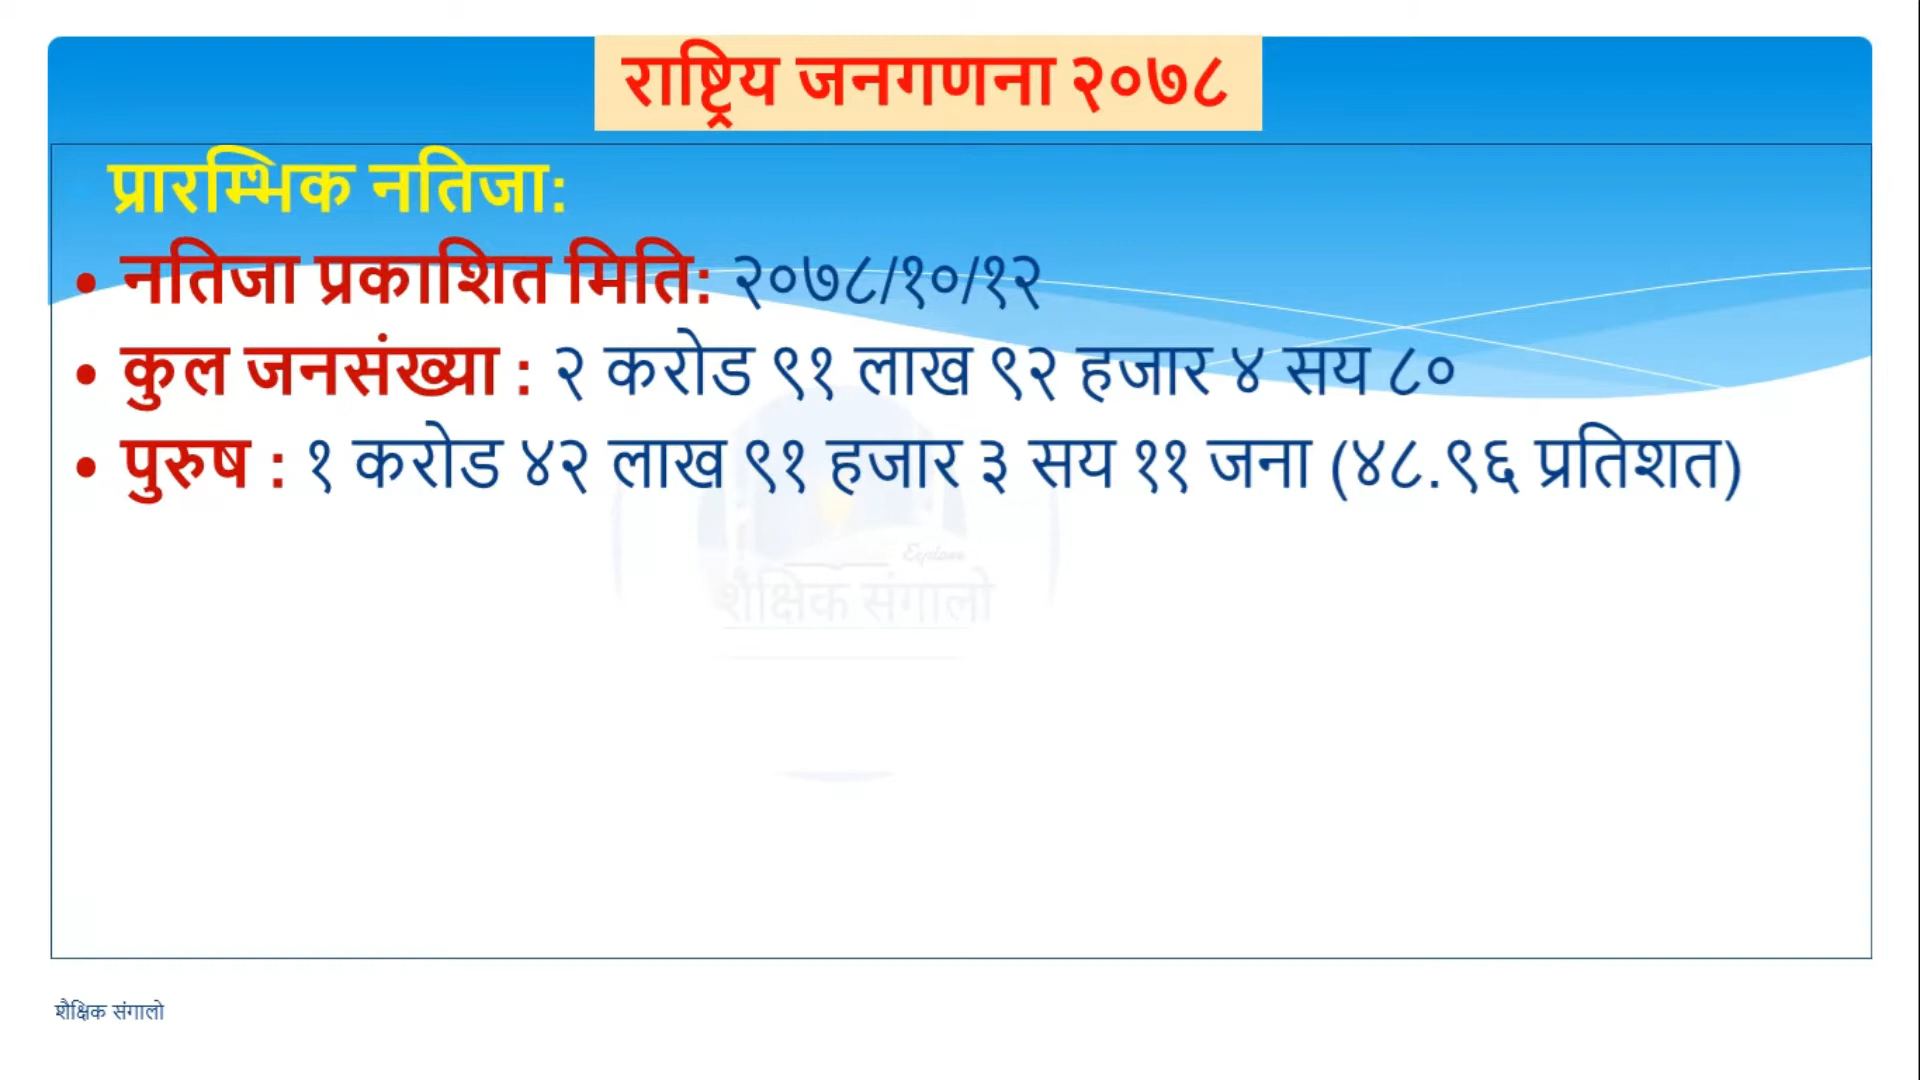 राष्ट्रिय जनगणना २०७८
प्रारम्भिक नतिजा:
• नतिजा प्रकाशित मिति: २०७८/१०/१२
• कुल जनसंख्या : २ करोड ९१ लाख ९२ हजार ४ सय ८०
• पुरुष : १ करोड ४२ लाख ९१ हजार ३ सय ११ जना (४८.९६ प्रतिशत)
Explore
शैक्षिक संगालो
शैक्षिक संगालो